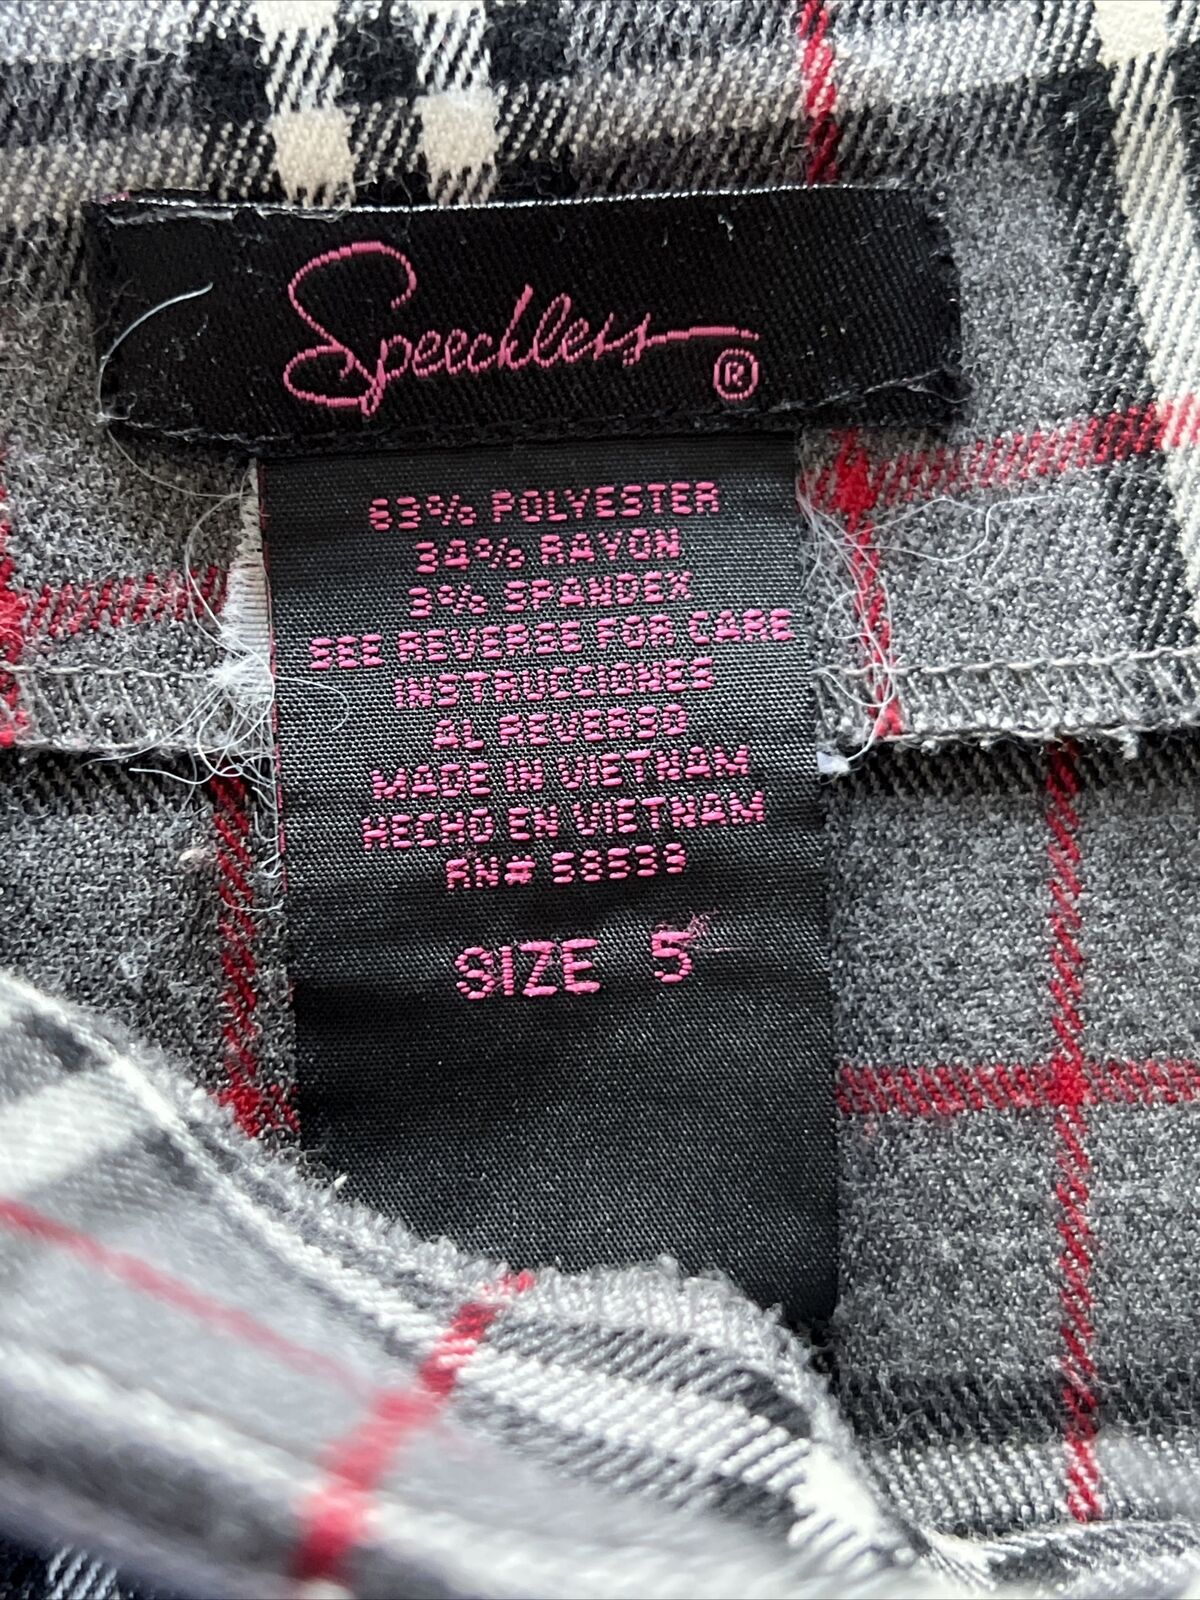 Speechless ®
63% POLYESTER
34% RAYON
3% SPANDEX
SEE REVERSE FOR CARE
INSTRUCCIONES
AL REVERSO
MADE IN VIETNAM
HECHO EN VIETNAM
RN# 58539
SIZE 5